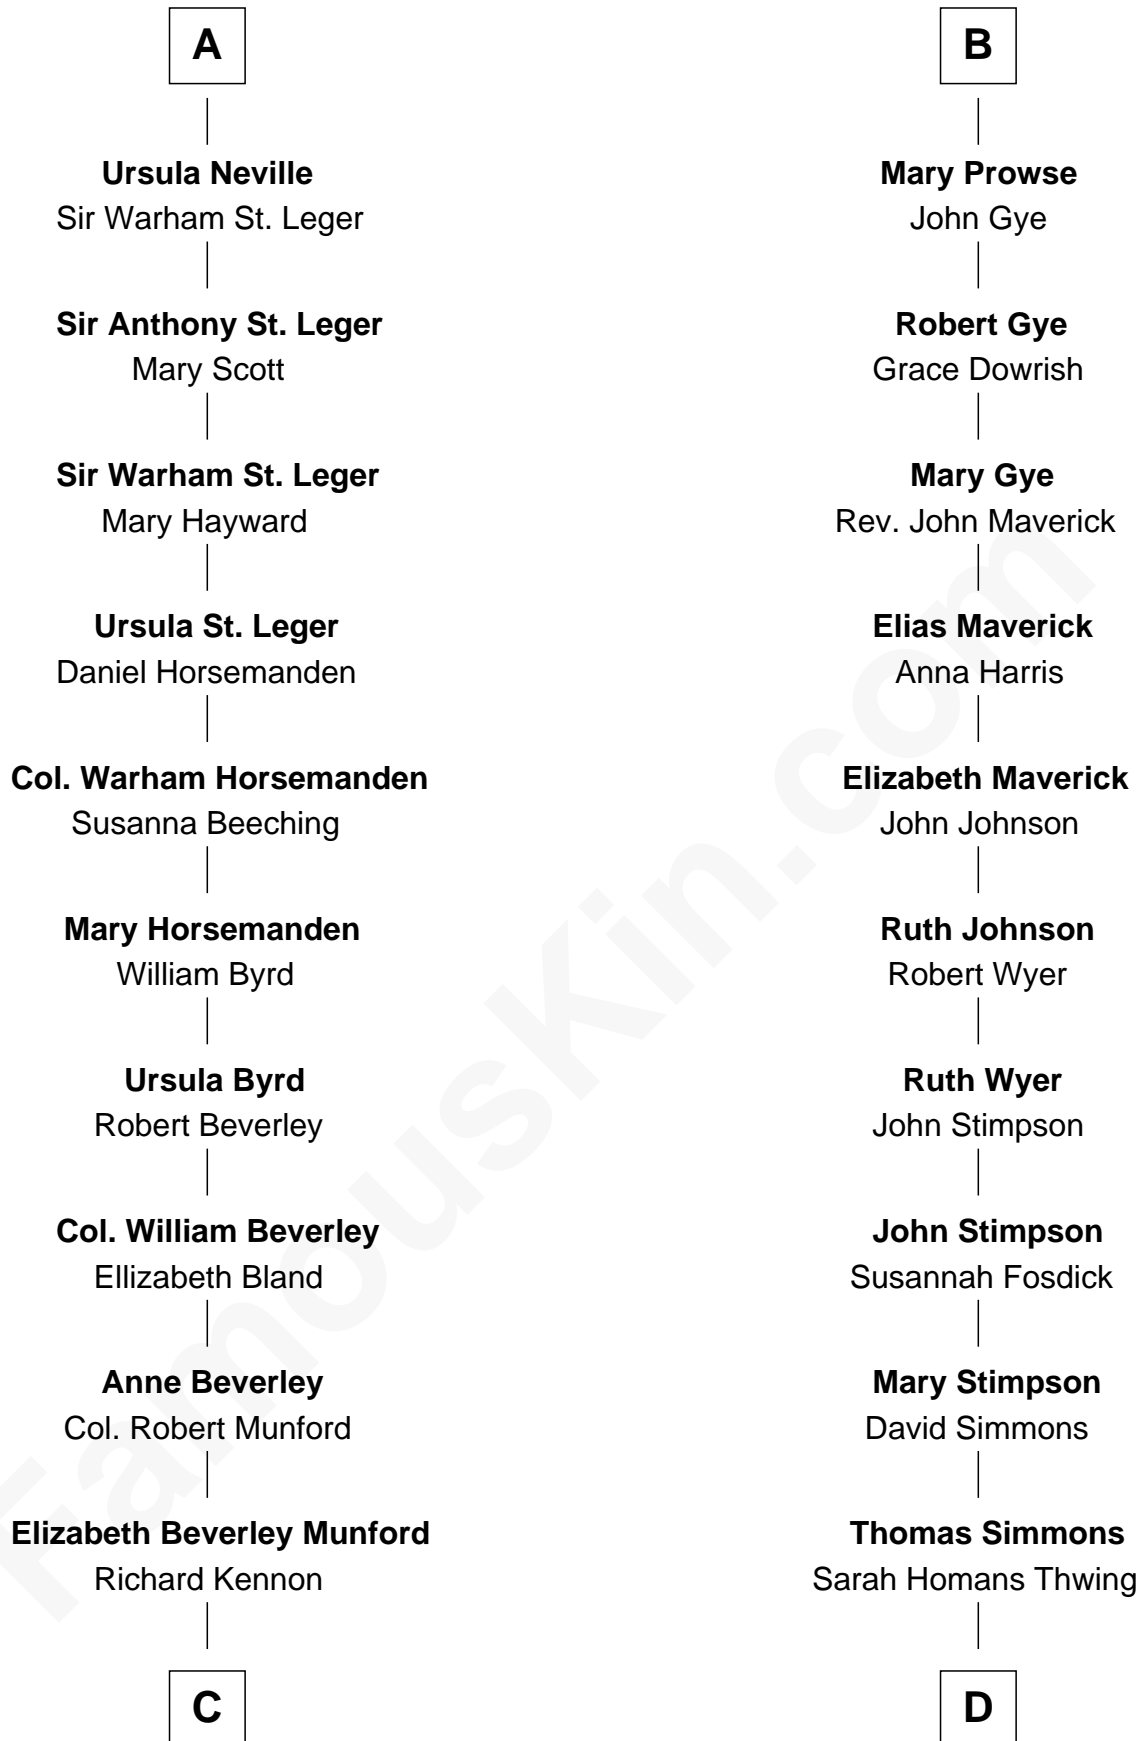 A
Ursula Neville
Sir Warham St. Leger
Sir Anthony St. Leger
Mary Scott
Sir Warham St. Leger
Mary Hayward
Ursula St. Leger
Daniel Horsemanden
Col. Warham Horsemanden
Susanna Beeching
Mary Horsemanden
William Byrd
Ursula Byrd
Robert Beverley
Col. William Beverley
Ellizabeth Bland
Anne Beverley
Col. Robert Munford
Elizabeth Beverley Munford
Richard Kennon
C
B
Mary Prowse
John Gye
Robert Gye
Grace Dowrish
Mary Gye
Rev. John Maverick
Elias Maverick
Anna Harris
Elizabeth Maverick
John Johnson
Ruth Johnson
Robert Wyer
Ruth Wyer
John Stimpson
John Stimpson
Susannah Fosdick
Mary Stimpson
David Simmons
Thomas Simmons
Sarah Homans Thwing
D
FamousKin.com